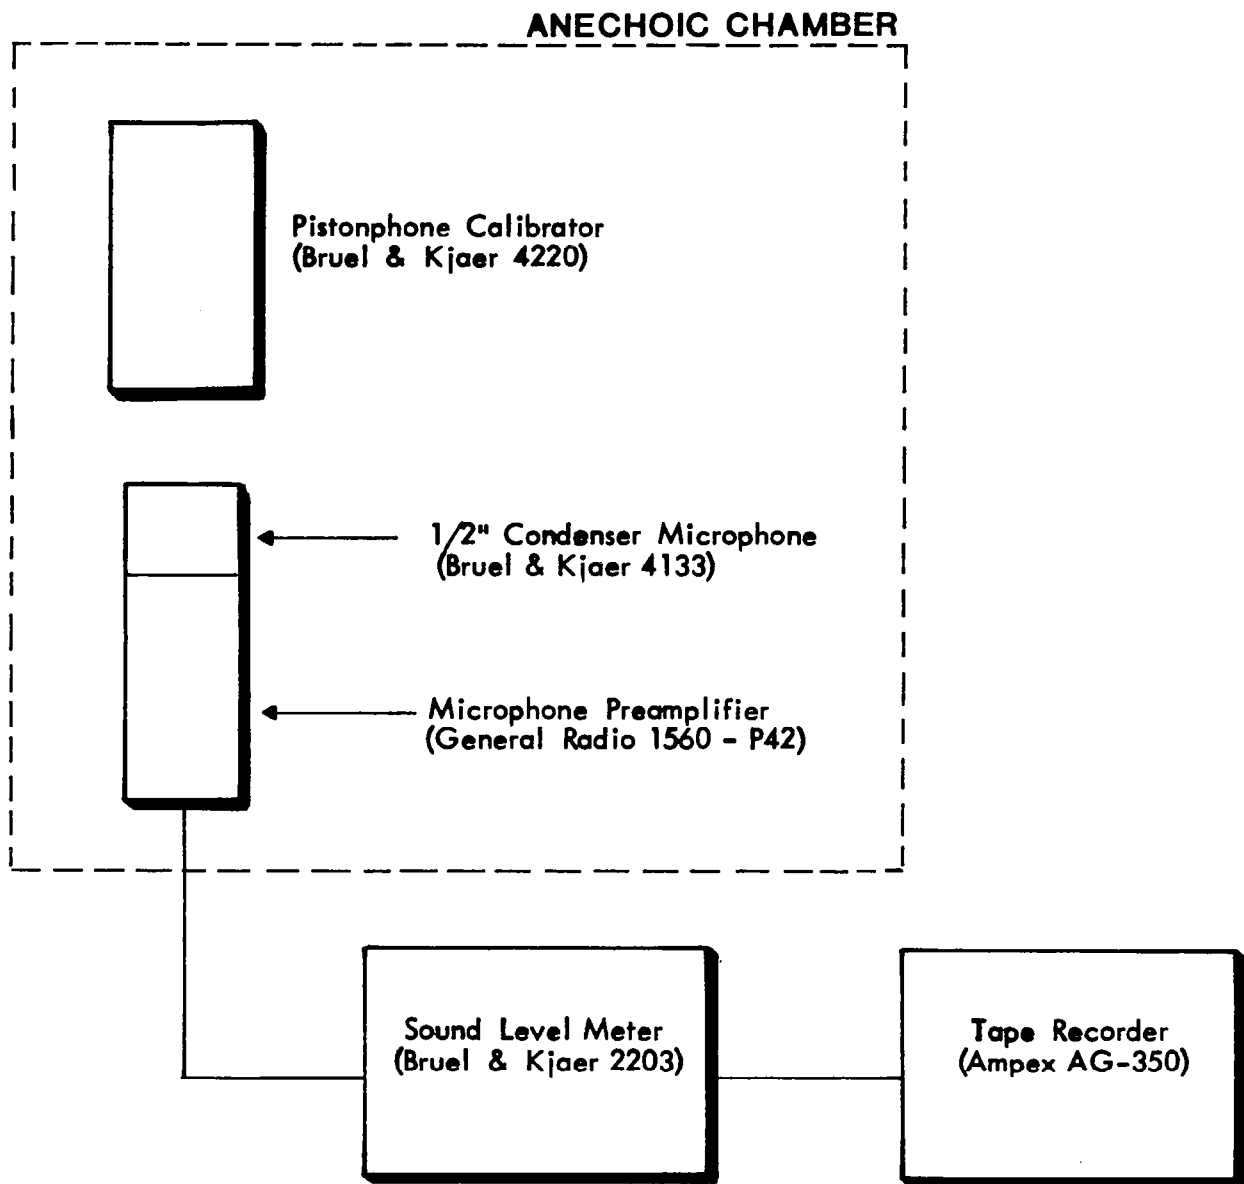 ANECHOIC CHAMBER
Pistonphone Calibrator
(Bruel & Kjaer 4220)
1/2" Condenser Microphone
(Bruel & Kjaer 4133)
Microphone Preamplifier
(General Radio 1560 - P42)
Sound Level Meter
(Bruel & Kjaer 2203)
Tape Recorder
(Ampex AG-350)